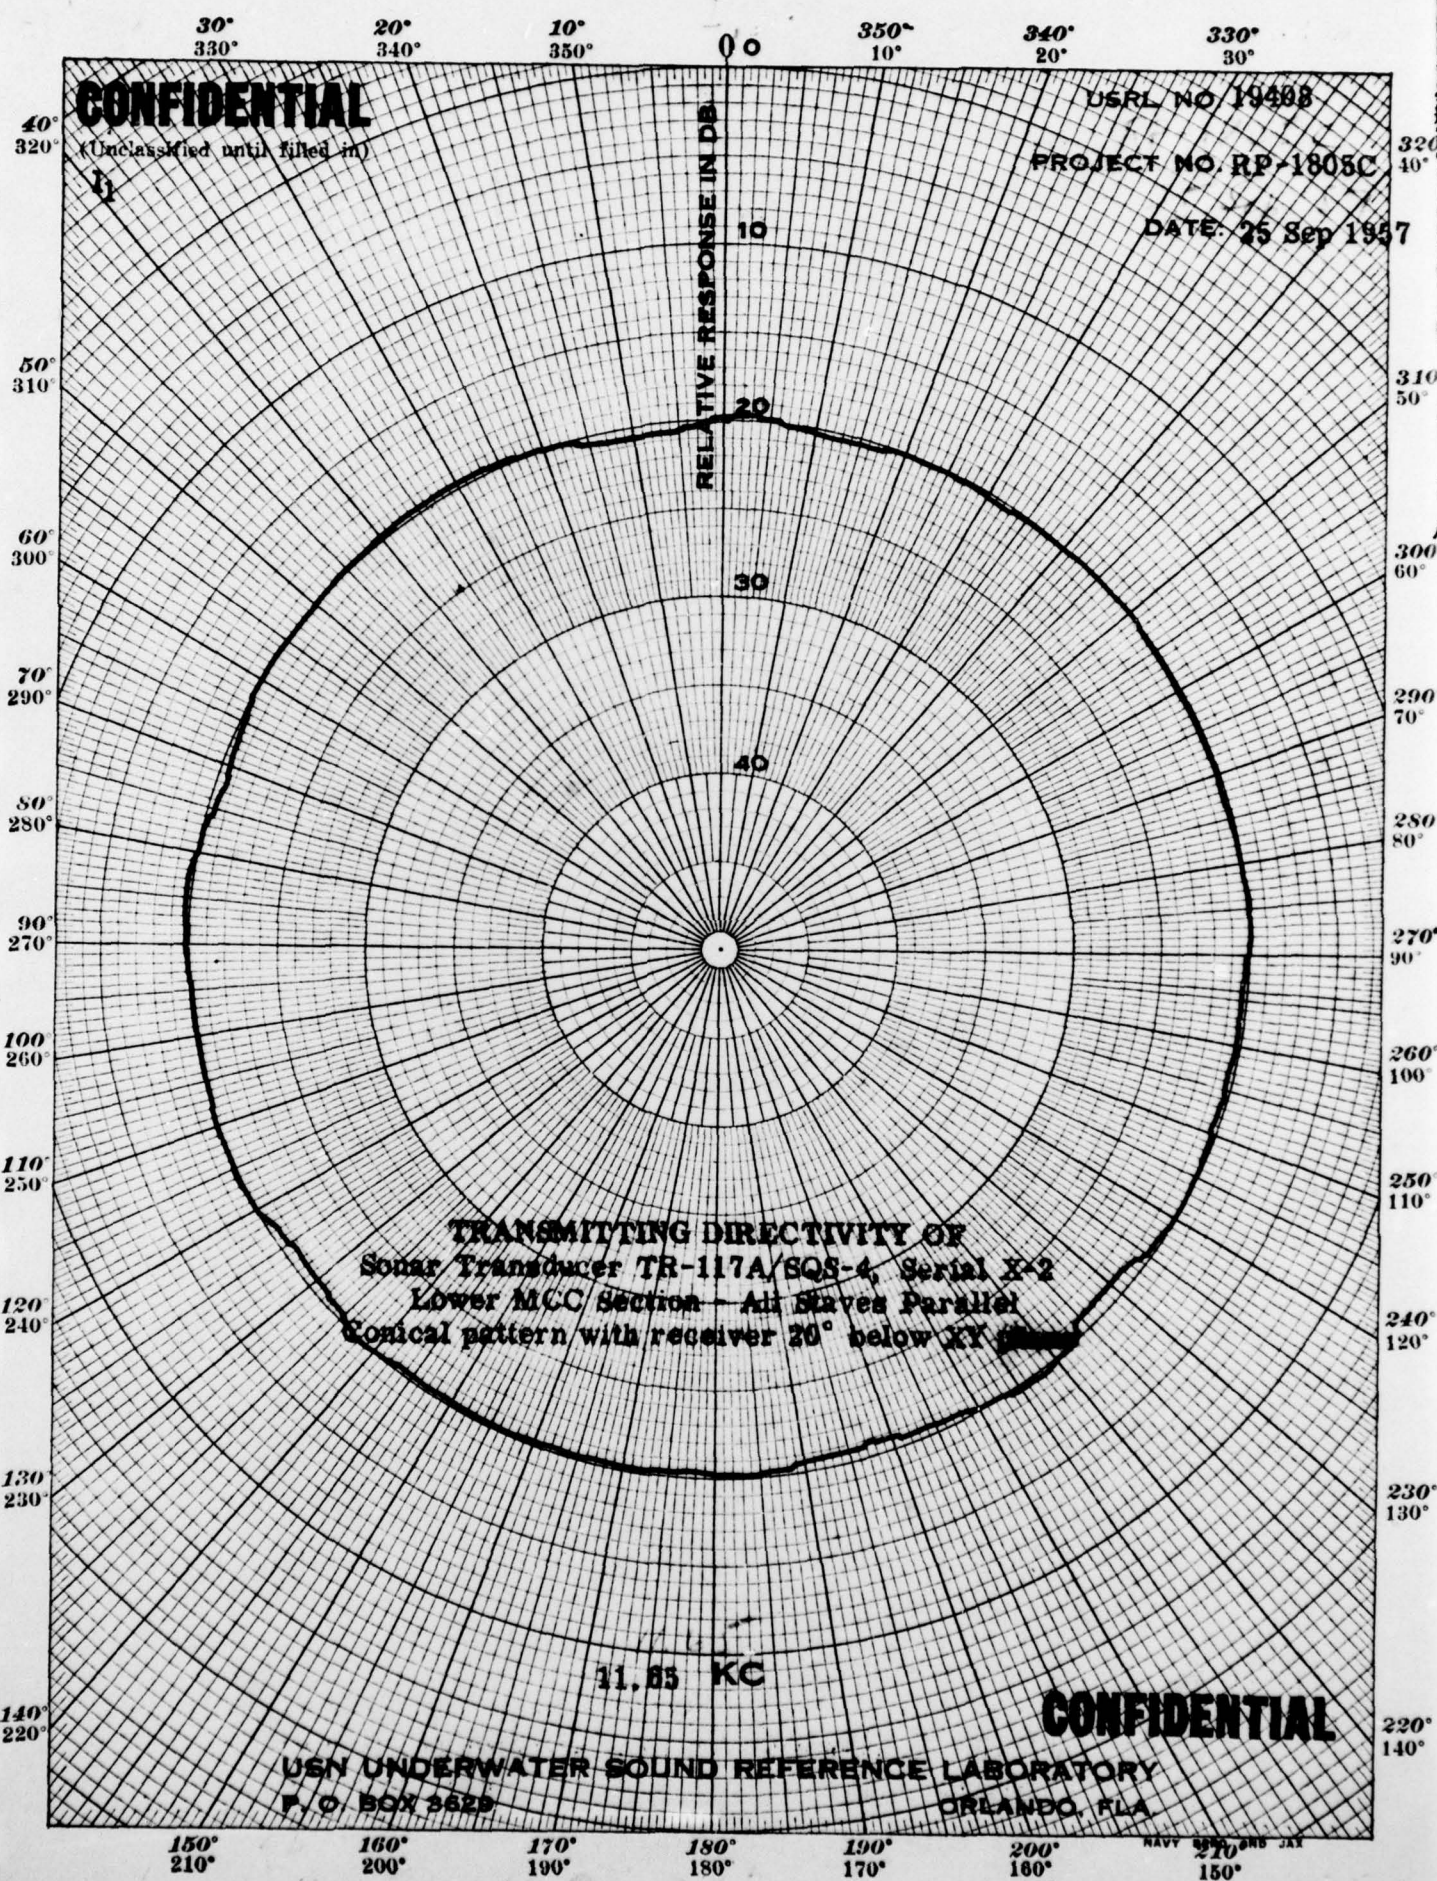 30° 20° 10° 0 0 350° 340° 330°
330° 340° 350° 10° 20° 30°
CONFIDENTIAL
(Unclassified until filled in)
I1
USRL NO. 19408
PROJECT NO. RP-1805C
DATE: 25 Sep 1957
RELATIVE RESPONSE IN DB
10
20
30
40
40°
320°
50°
310°
60°
300°
70°
290°
80°
280°
90°
270°
100°
260°
110°
250°
120°
240°
130°
230°
140°
220°
320
40°
310
50°
300
60°
290
70°
280
80°
270°
90°
260°
100°
250°
110°
240°
120°
230°
130°
220°
140°
TRANSMITTING DIRECTIVITY OF
Sonar Transducer TR-117A/SQS-4, Serial X-2
Lower MCC Section - All Staves Parallel
Conical pattern with receiver 20° below XY
KC
CONFIDENTIAL
USN UNDERWATER SOUND REFERENCE LABORATORY
P. O. BOX 3629 ORLANDO, FLA.
150° 160° 170° 180° 190° 200° 210°
210° 200° 190° 180° 170° 160° 150°
NAVY JAX